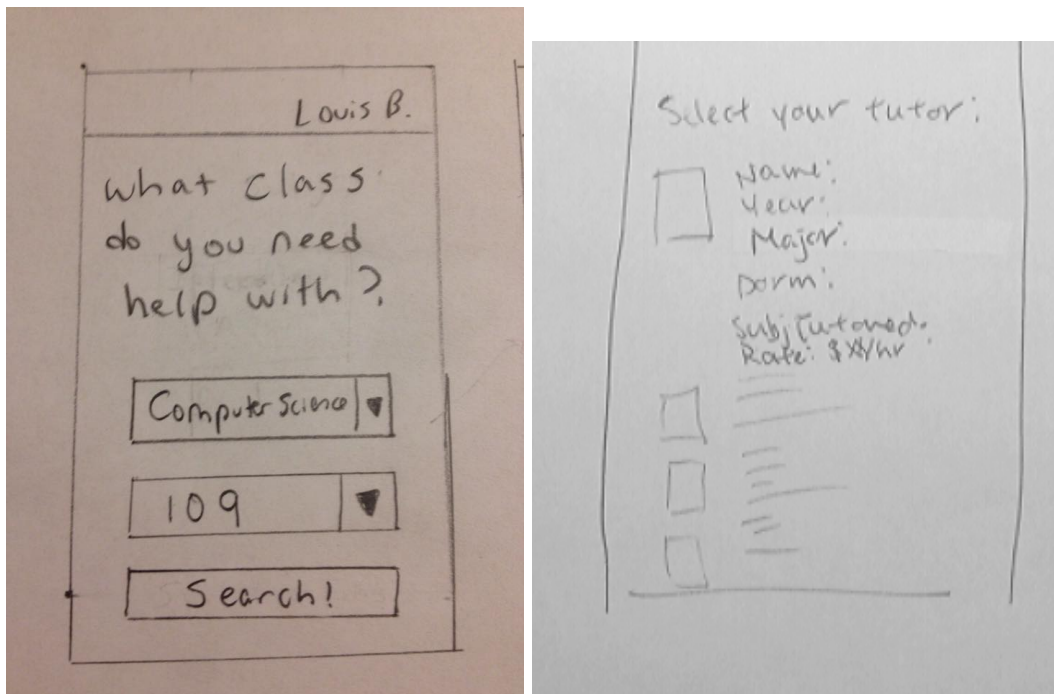 Louis B.
What class
do you need
help with?
Computer Science
109
Search!
Select your tutor:
Name:
Year:
Major:
Dorm:
Subj Tutored:
Rate: $XX/hr